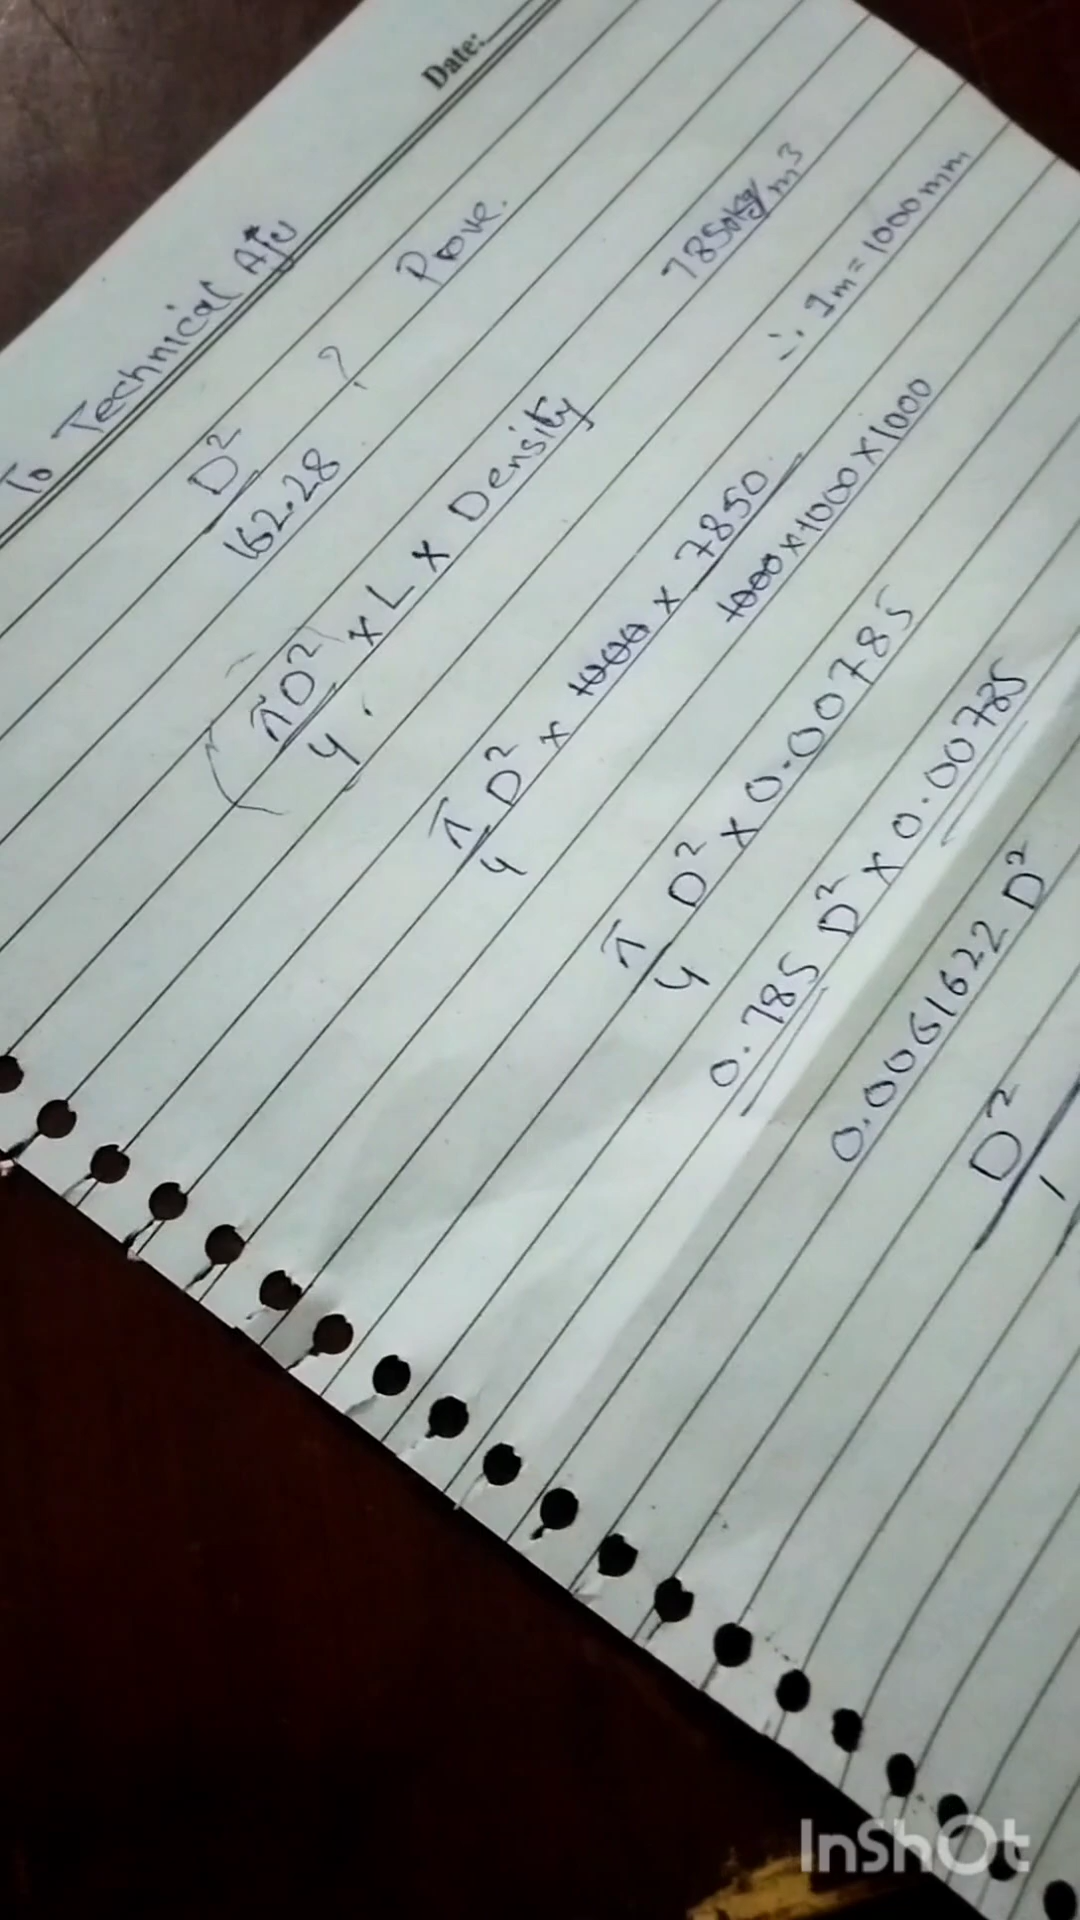 Date:
To Technical Aju
D²
162.28 ? Prove.
πD²
4 × L × Density 7850kg/m³
π
4 D² × 1000 × 7850
1000×1000×1000 ∴ 1m=1000mm
π
4 D² × 0.00785
0.785 D² × 0.00785
0.0061622 D²
D²
1
InShOt